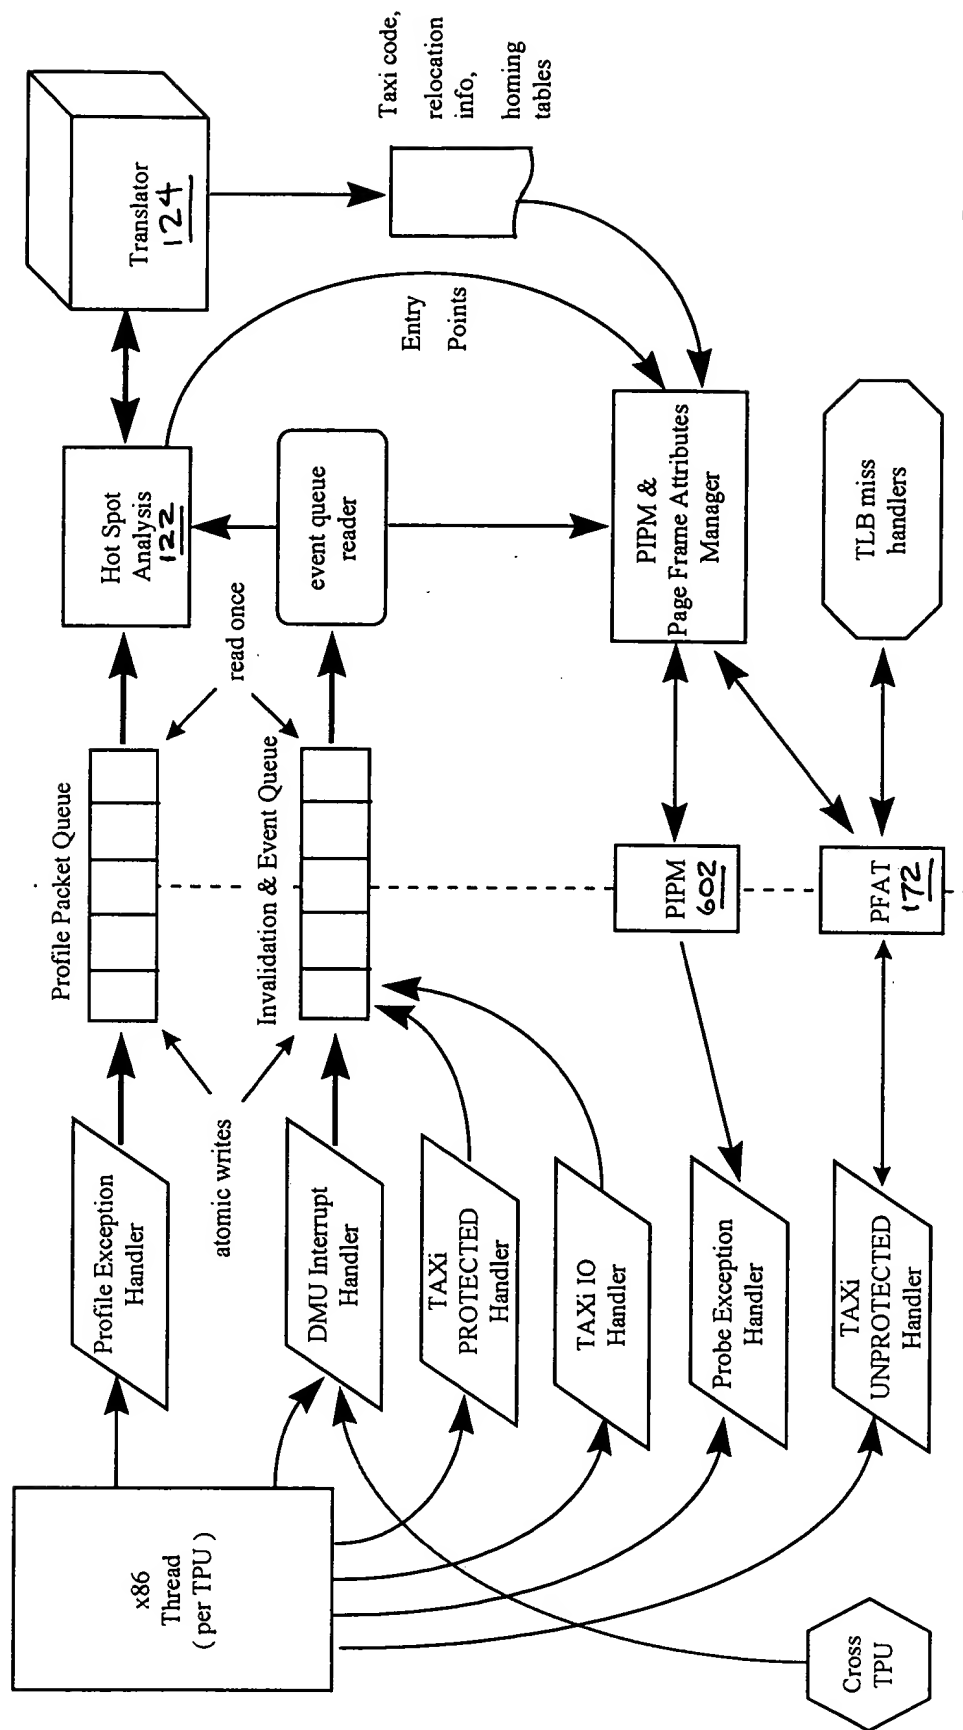 x86
Thread
( per TPU )
Cross
TPU
Profile Exception
Handler
DMU Interrupt
Handler
TAXi
PROTECTED
Handler
TAXi IO
Handler
Probe Exception
Handler
TAXi
UNPROTECTED
Handler
atomic writes
Profile Packet Queue
Invalidation & Event Queue
PIPM
602
PFAT
172
read once
Hot Spot
Analysis
122
event queue
reader
PIPM &
Page Frame Attributes
Manager
TLB miss
handlers
Entry
Points
Translator
124
Taxi code,
relocation
info,
homing
tables